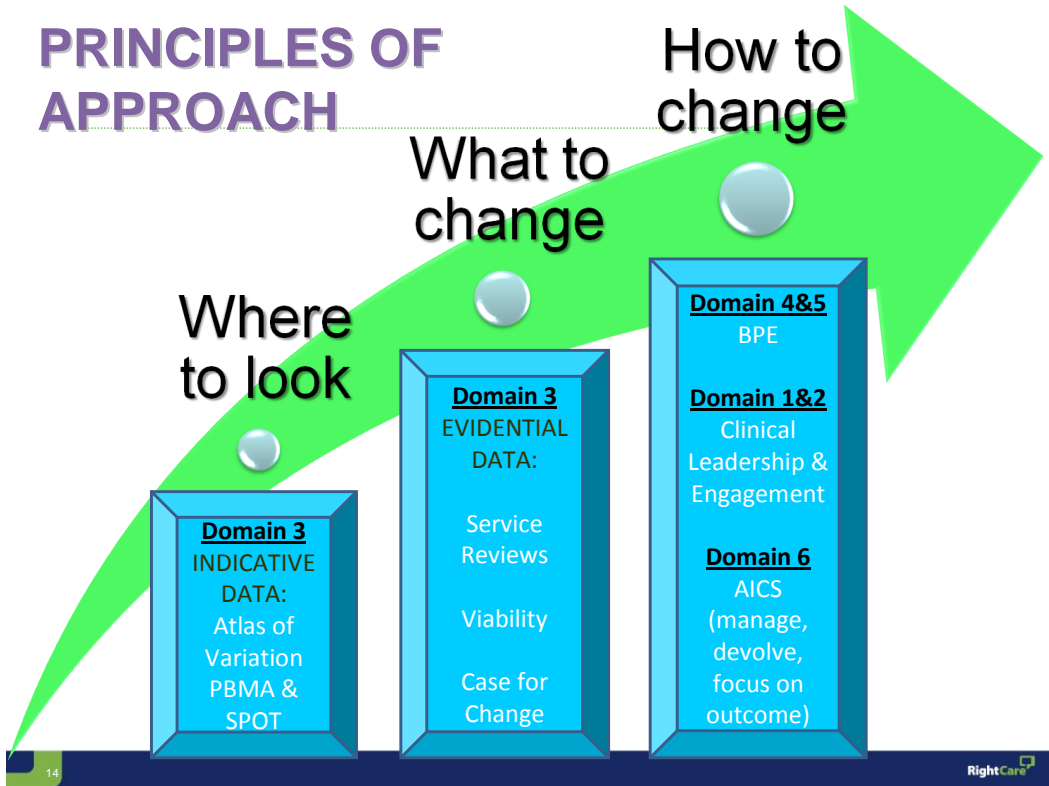 PRINCIPLES OF
APPROACH
Where
to look
What to
change
How to
change
Domain 3
INDICATIVE
DATA:
Atlas of
Variation
PBMA &
SPOT
Domain 3
EVIDENTIAL
DATA:
Service
Reviews
Viability
Case for
Change
Domain 4&5
BPE
Domain 1&2
Clinical
Leadership &
Engagement
Domain 6
AICS
(manage,
devolve,
focus on
outcome)
14
RightCare